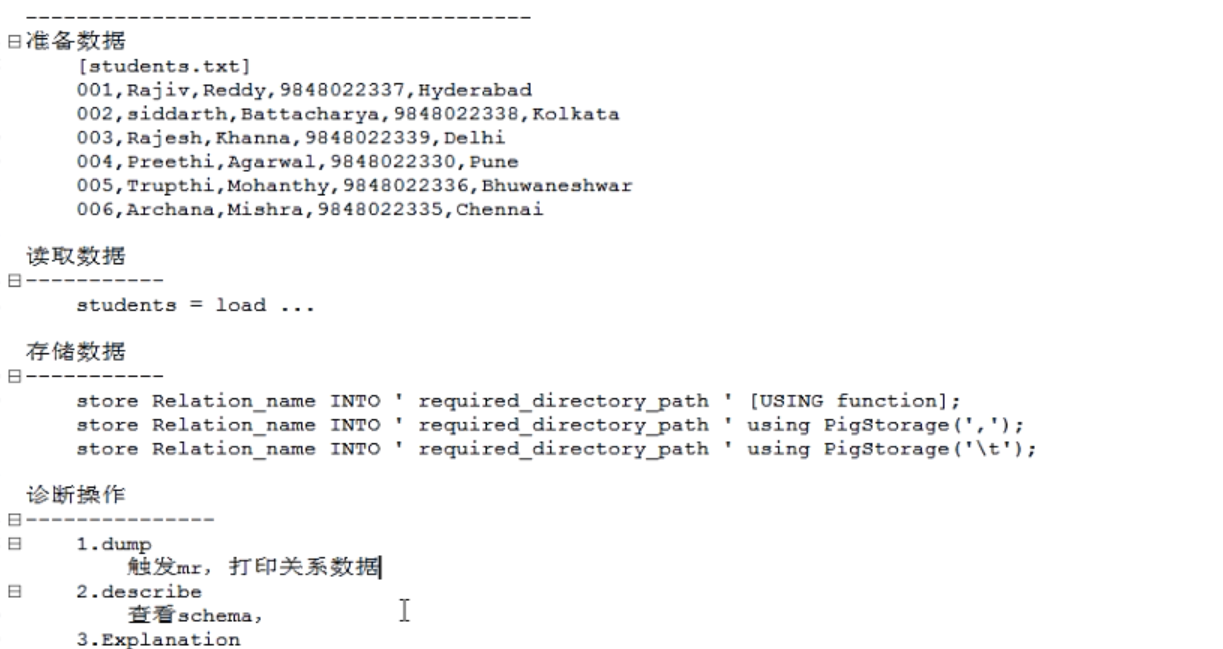 -----------------------------------------
准备数据
[students.txt]
001,Rajiv,Reddy,9848022337,Hyderabad
002,siddarth,Battacharya,9848022338,Kolkata
003,Rajesh,Khanna,9848022339,Delhi
004,Preethi,Agarwal,9848022330,Pune
005,Trupthi,Mohanthy,9848022336,Bhuwaneshwar
006,Archana,Mishra,9848022335,Chennai
读取数据
-----------
students = load ...
存储数据
-----------
store Relation_name INTO ' required_directory_path ' [USING function];
store Relation_name INTO ' required_directory_path ' using PigStorage(',');
store Relation_name INTO ' required_directory_path ' using PigStorage('\t');
诊断操作
---------------
1.dump
触发mr, 打印关系数据
2.describe
查看schema,
3.Explanation